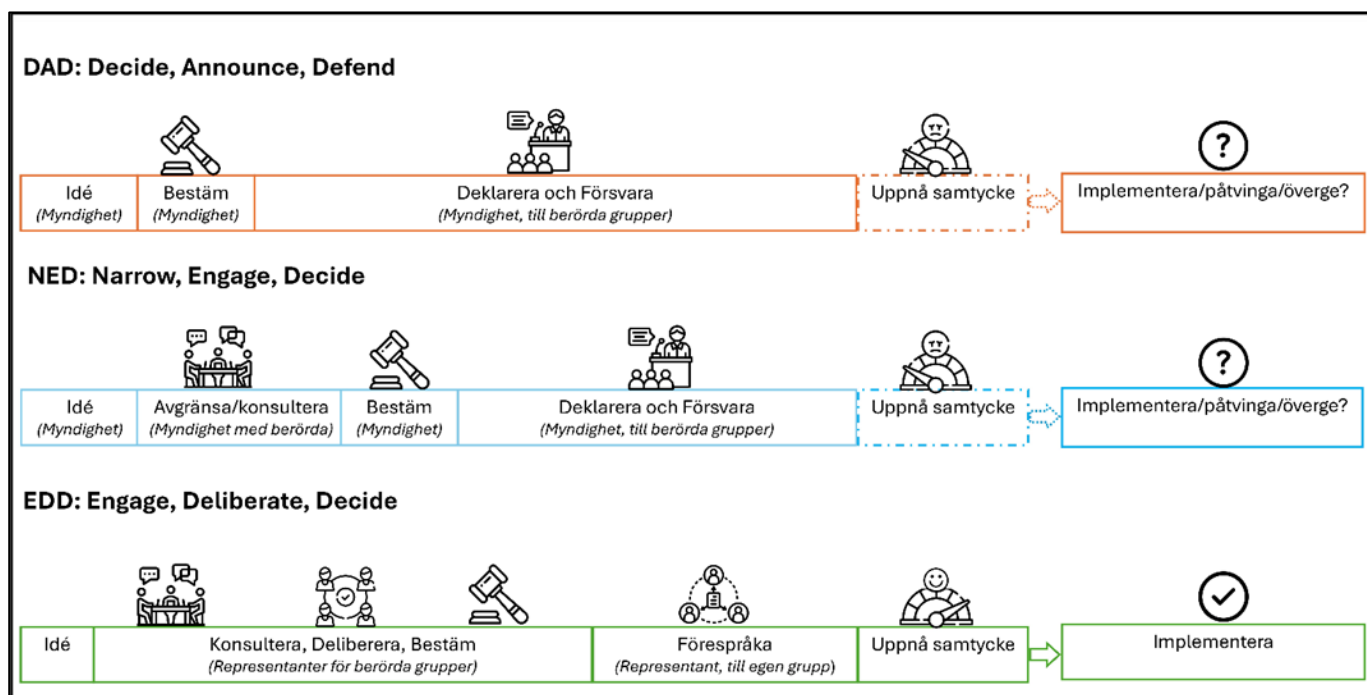 DAD: Decide, Announce, Defend
Idé
(Myndighet)
Bestäm
(Myndighet)
Deklarera och Försvara
(Myndighet, till berörda grupper)
Uppnå samtycke
Implementera/påtvinga/överge?
NED: Narrow, Engage, Decide
Idé
(Myndighet)
Avgränsa/konsultera
(Myndighet med berörda)
Bestäm
(Myndighet)
Deklarera och Försvara
(Myndighet, till berörda grupper)
Uppnå samtycke
Implementera/påtvinga/överge?
EDD: Engage, Deliberate, Decide
Idé
Konsultera, Deliberera, Bestäm
(Representanter för berörda grupper)
Förespråka
(Representant, till egen grupp)
Uppnå samtycke
Implementera